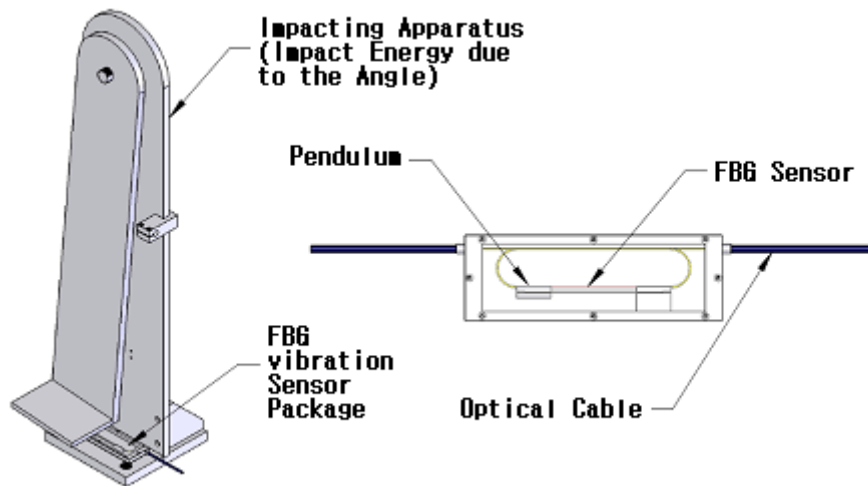 Impacting Apparatus
(Impact Energy due
to the Angle)
Pendulum
FBG Sensor
FBG
vibration
Sensor
Package
Optical Cable